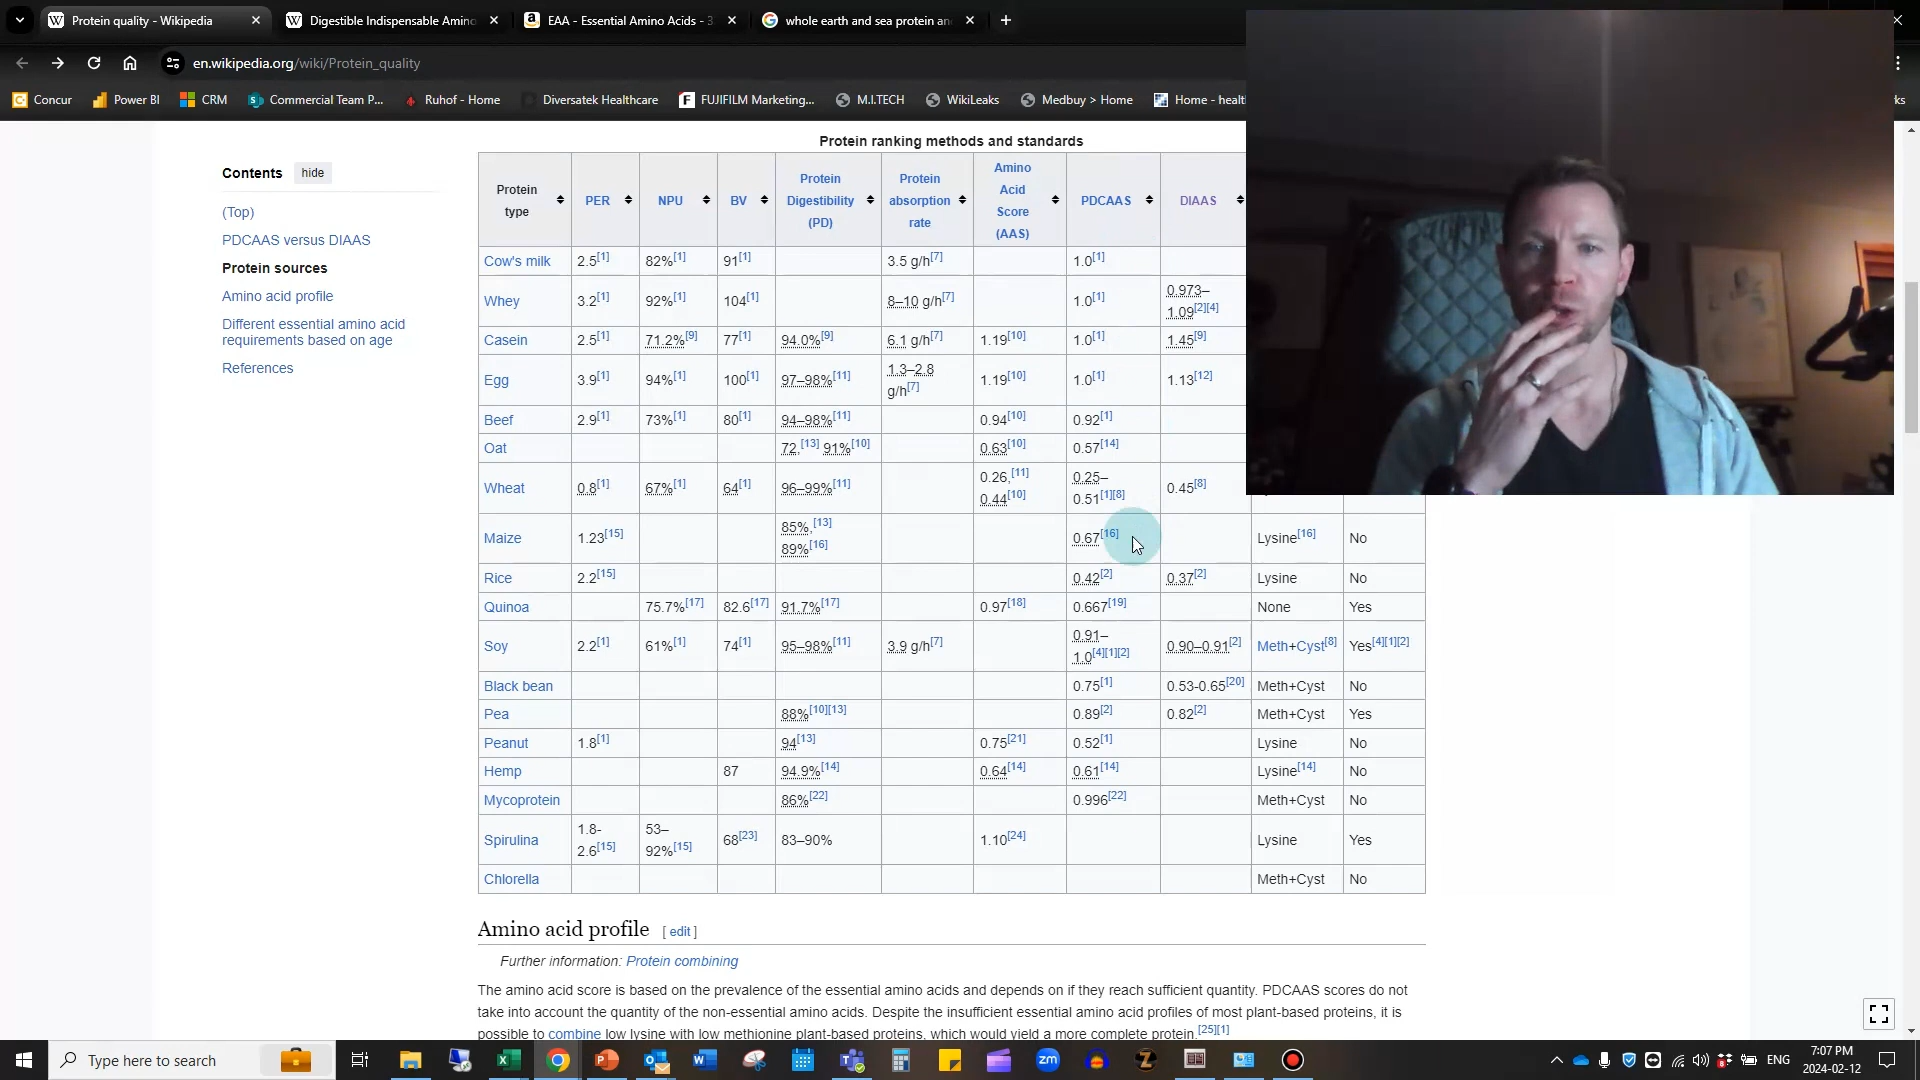 Protein quality - Wikipedia
Digestible Indispensable Amino
EAA - Essential Amino Acids - 3
whole earth and sea protein an
en.wikipedia.org/wiki/Protein_quality
Concur
Power BI
CRM
Commercial Team P...
Ruhof - Home
Diversatek Healthcare
FUJIFILM Marketing...
M.I.TECH
WikiLeaks
Medbuy > Home
Home - healt
ks
Contents hide
(Top)
PDCAAS versus DIAAS
Protein sources
Amino acid profile
Different essential amino acid
requirements based on age
References
Protein ranking methods and standards
Protein type PER NPU BV Protein Digestibility (PD) Protein absorption rate Amino Acid Score (AAS) PDCAAS DIAAS
Cow's milk 2.5[1] 82%[1] 91[1] 3.5 g/h[7] 1.0[1]
Whey 3.2[1] 92%[1] 104[1] 8–10 g/h[7] 1.0[1] 0.973–1.09[2][4]
Casein 2.5[1] 71.2%[9] 77[1] 94.0%[9] 6.1 g/h[7] 1.19[10] 1.0[1] 1.45[9]
Egg 3.9[1] 94%[1] 100[1] 97–98%[11] 1.3–2.8 g/h[7] 1.19[10] 1.0[1] 1.13[12]
Beef 2.9[1] 73%[1] 80[1] 94–98%[11] 0.94[10] 0.92[1]
Oat 72,[13] 91%[10] 0.63[10] 0.57[14]
Wheat 0.8[1] 67%[1] 64[1] 96–99%[11] 0.26,[11] 0.44[10] 0.25–0.51[1][8] 0.45[8]
Maize 1.23[15] 85%,[13] 89%[16] 0.67[16] Lysine[16] No
Rice 2.2[15] 0.42[2] 0.37[2] Lysine No
Quinoa 75.7%[17] 82.6[17] 91.7%[17] 0.97[18] 0.667[19] None Yes
Soy 2.2[1] 61%[1] 74[1] 95–98%[11] 3.9 g/h[7] 0.91–1.0[4][1][2] 0.90–0.91[2] Meth+Cyst[8] Yes[4][1][2]
Black bean 0.75[1] 0.53-0.65[20] Meth+Cyst No
Pea 88%[10][13] 0.89[2] 0.82[2] Meth+Cyst Yes
Peanut 1.8[1] 94[13] 0.75[21] 0.52[1] Lysine No
Hemp 87 94.9%[14] 0.64[14] 0.61[14] Lysine[14] No
Mycoprotein 86%[22] 0.996[22] Meth+Cyst No
Spirulina 1.8-2.6[15] 53–92%[15] 68[23] 83–90% 1.10[24] Lysine Yes
Chlorella Meth+Cyst No
Amino acid profile [ edit ]
Further information: Protein combining
The amino acid score is based on the prevalence of the essential amino acids and depends on if they reach sufficient quantity. PDCAAS scores do not
take into account the quantity of the non-essential amino acids. Despite the insufficient essential amino acid profiles of most plant-based proteins, it is
possible to combine low lysine with low methionine plant-based proteins, which would yield a more complete protein.[25][1]
Type here to search
ENG
7:07 PM
2024-02-12